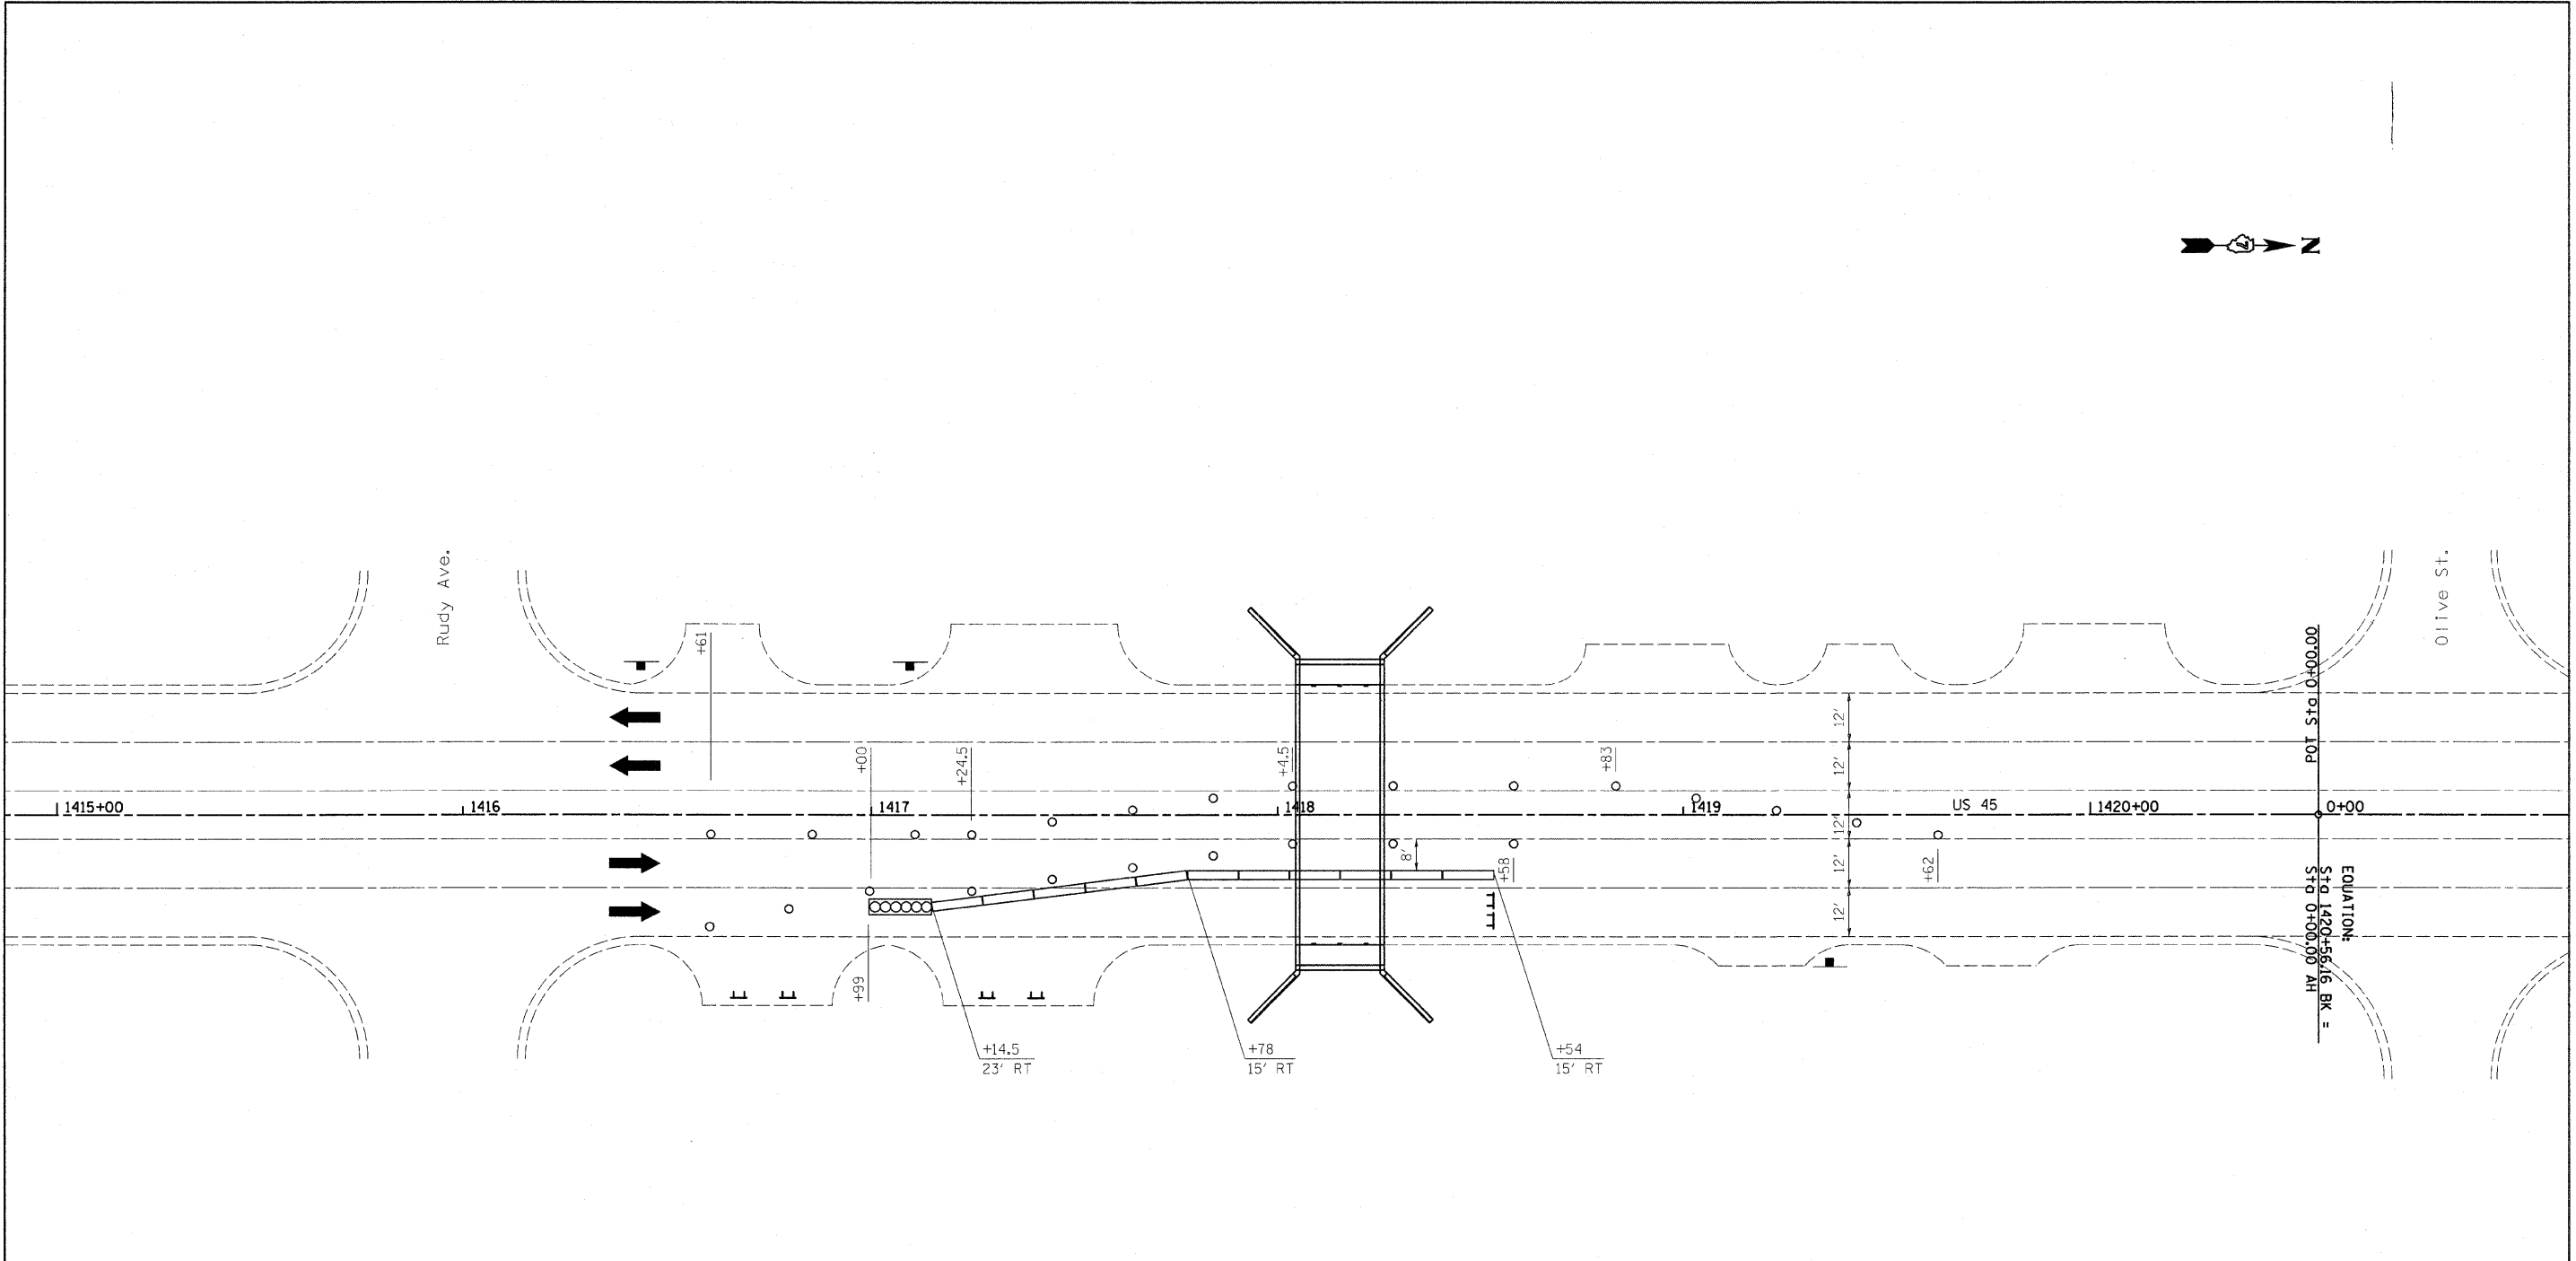 N
7
Rudy Ave.
Olive St.
+61
+00
+24.5
+4.5
+83
12'
12'
12'
12'
12'
POT Sta 0+00.00
1415+00
1416
1417
1418
1419
US 45
1420+00
0+00
8'
+58
+62
+99
EQUATION:
Sta 1420+56.16 BK =
Sta 0+00.00 AH
+14.5
23' RT
+78
15' RT
+54
15' RT